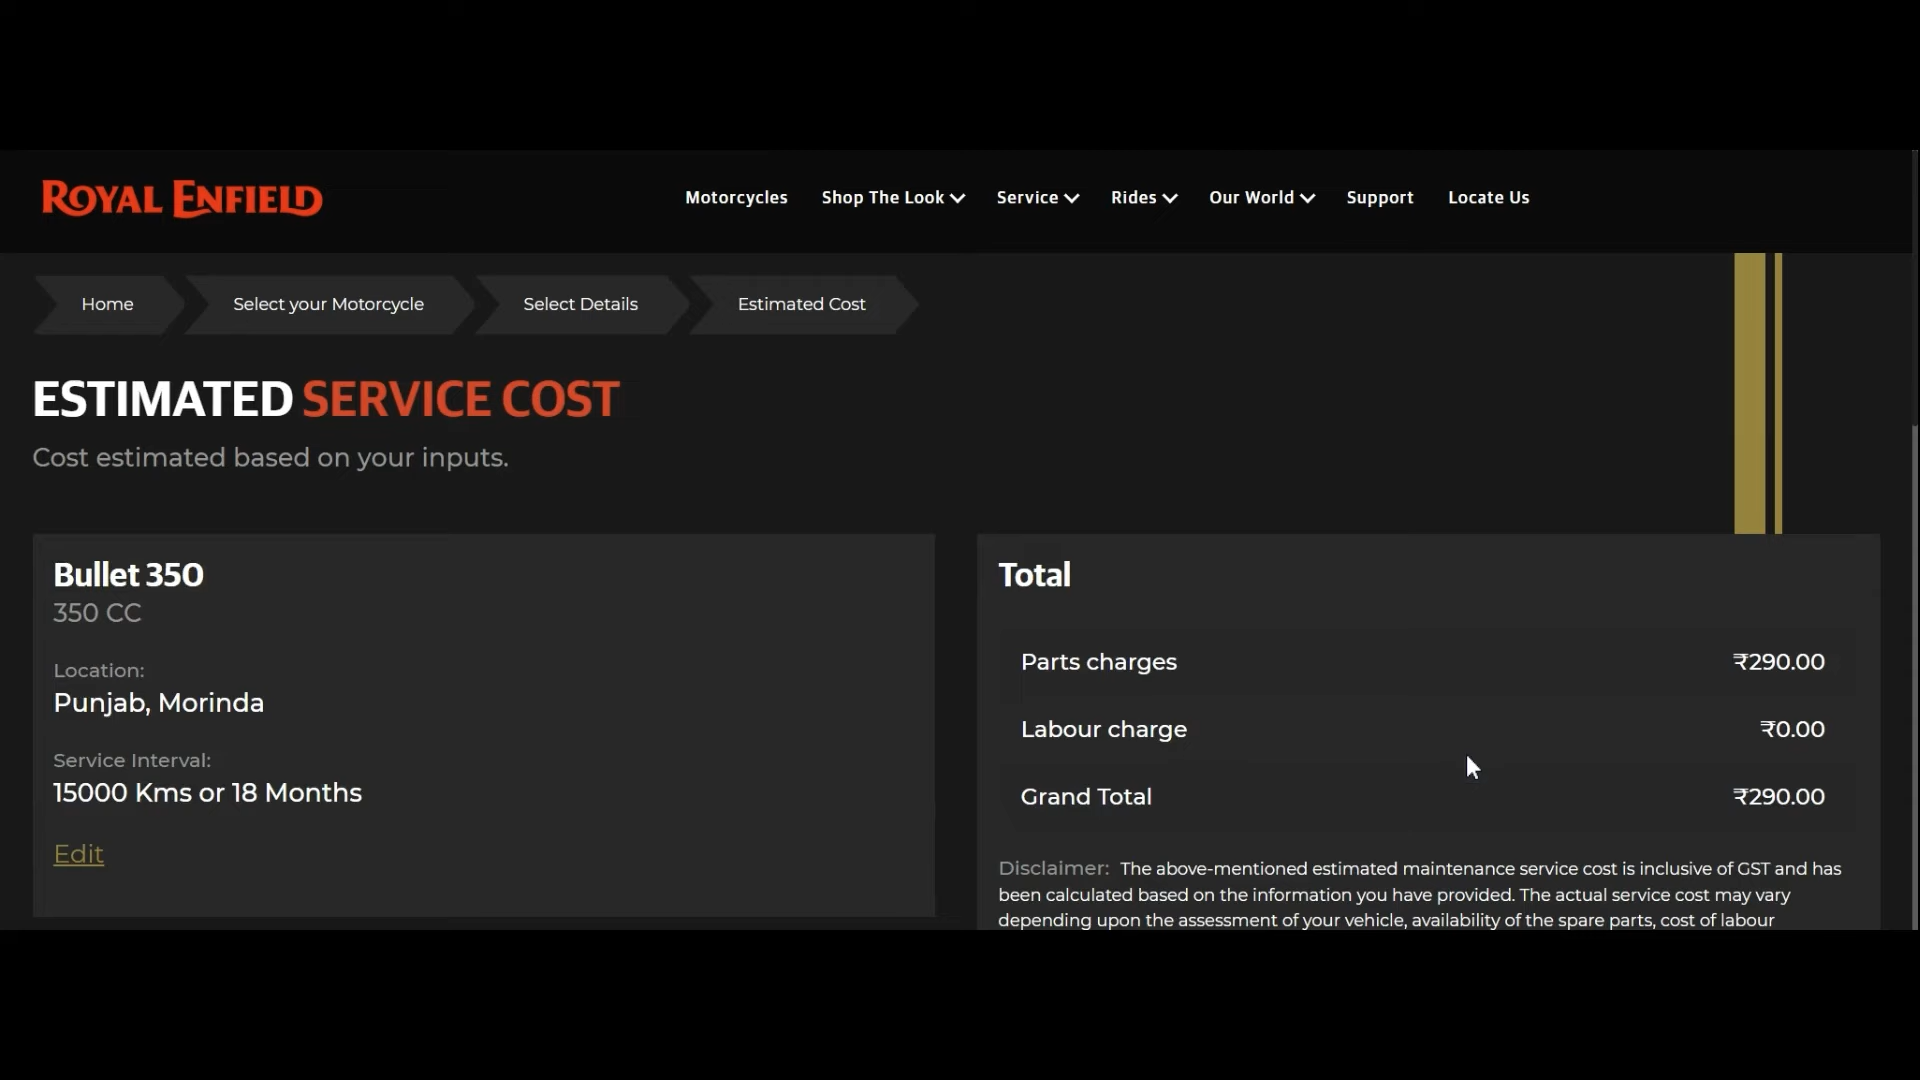 ROYAL ENFIELD
Motorcycles Shop The Look Service Rides Our World Support Locate Us
Home Select your Motorcycle Select Details Estimated Cost
ESTIMATED SERVICE COST
Cost estimated based on your inputs.
Bullet 350
350 CC
Location:
Punjab, Morinda
Service Interval:
15000 Kms or 18 Months
Edit
Total
Parts charges ₹290.00
Labour charge ₹0.00
Grand Total ₹290.00
Disclaimer: The above-mentioned estimated maintenance service cost is inclusive of GST and has
been calculated based on the information you have provided. The actual service cost may vary
depending upon the assessment of your vehicle, availability of the spare parts, cost of labour